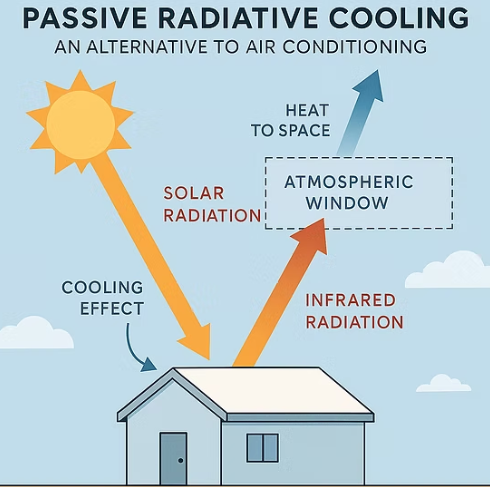 PASSIVE RADIATIVE COOLING
AN ALTERNATIVE TO AIR CONDITIONING
HEAT
TO SPACE
ATMOSPHERIC
WINDOW
SOLAR
RADIATION
COOLING
EFFECT
INFRARED
RADIATION